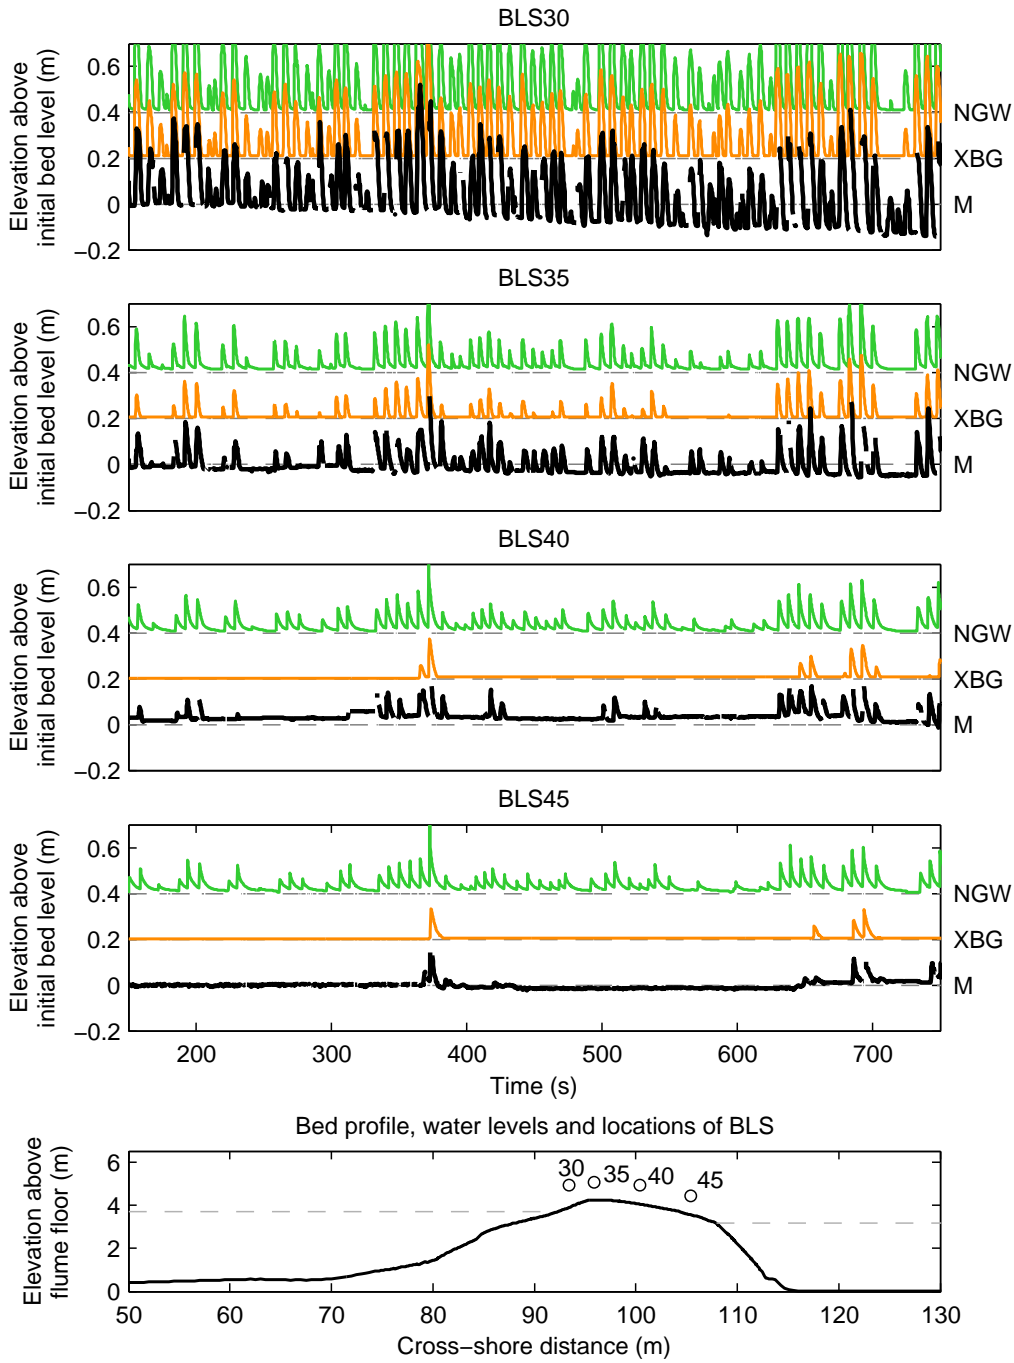 BLS30
Elevation above
initial bed level (m)
0.6
0.4
0.2
0
−0.2
NGW
XBG
M
BLS35
Elevation above
initial bed level (m)
0.6
0.4
0.2
0
−0.2
NGW
XBG
M
BLS40
Elevation above
initial bed level (m)
0.6
0.4
0.2
0
−0.2
NGW
XBG
M
BLS45
Elevation above
initial bed level (m)
0.6
0.4
0.2
0
−0.2
NGW
XBG
M
200 300 400 500 600 700
Time (s)
Bed profile, water levels and locations of BLS
Elevation above
flume floor (m)
6
4
2
0
30 35 40 45
50 60 70 80 90 100 110 120 130
Cross−shore distance (m)